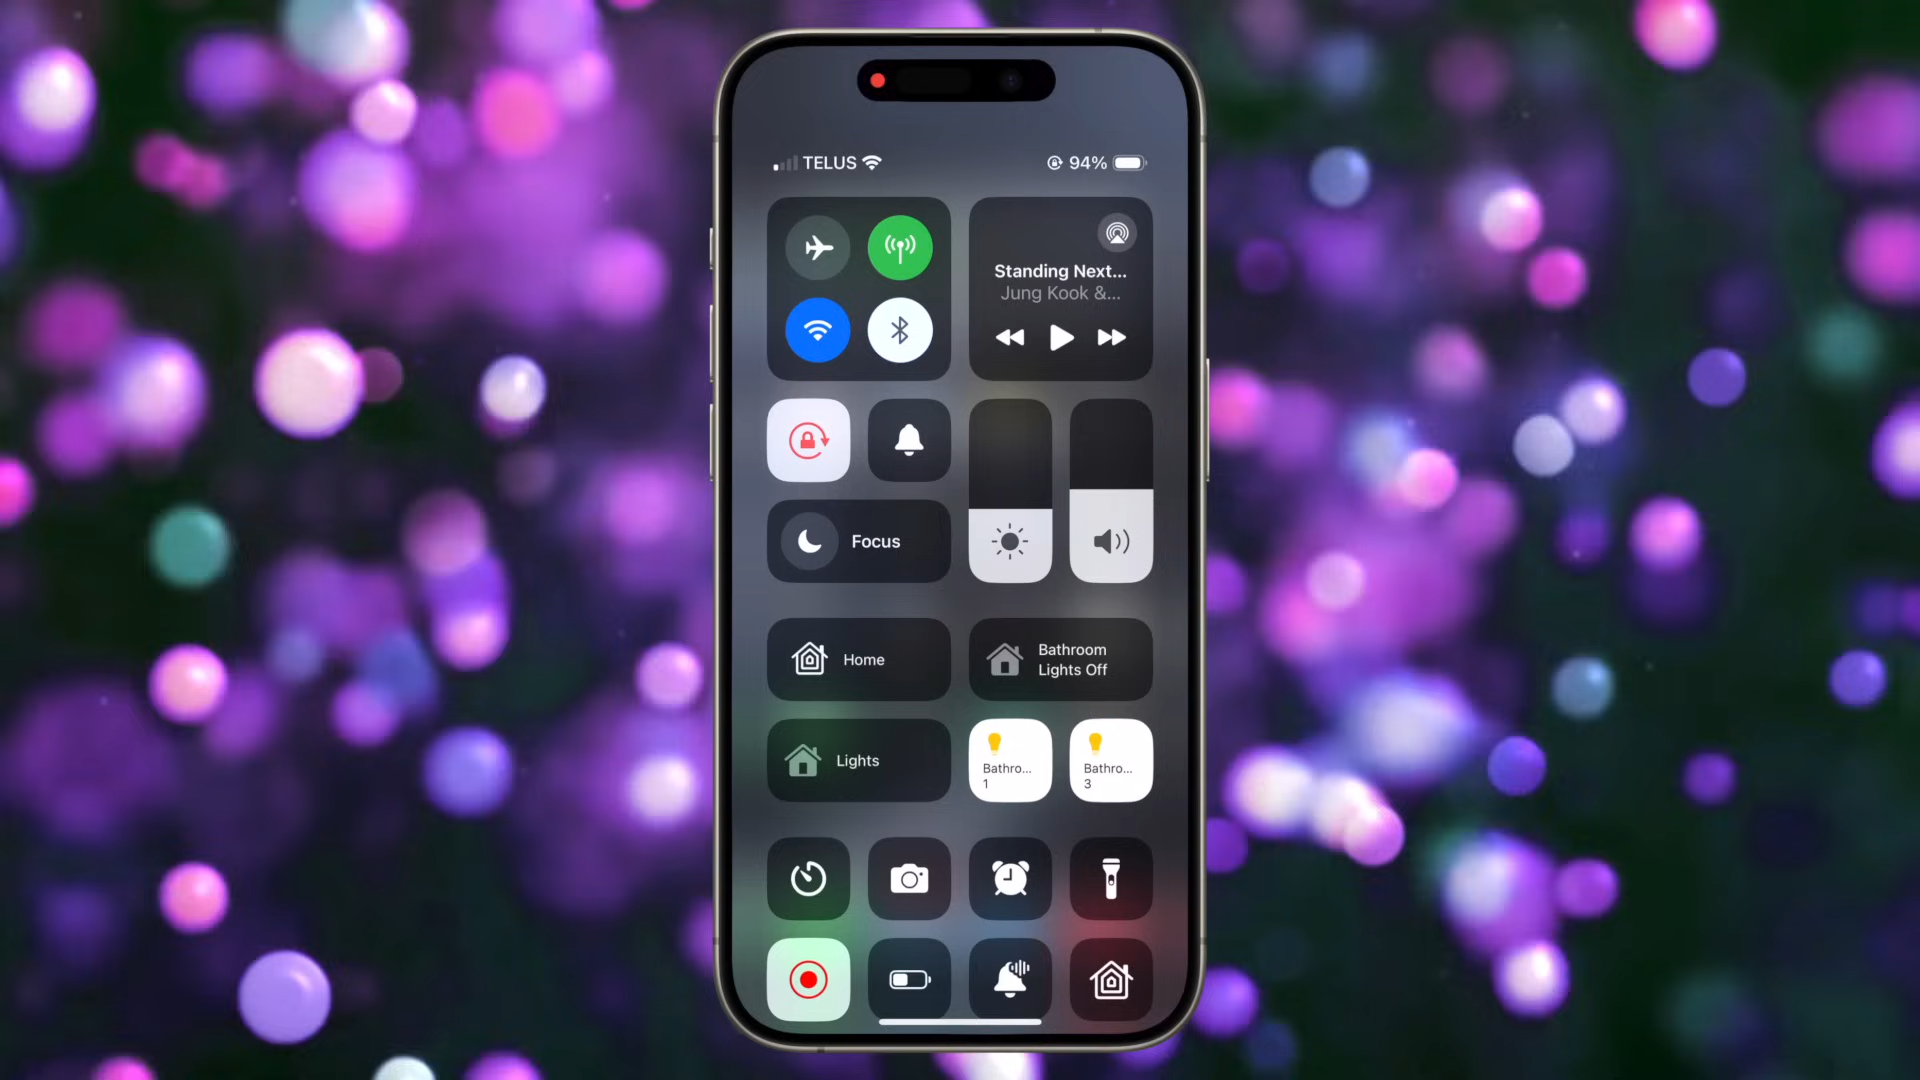 TELUS 94%
Standing Next...
Jung Kook &...
Focus
Home
Bathroom
Lights Off
Lights
Bathro...
1
Bathro...
3